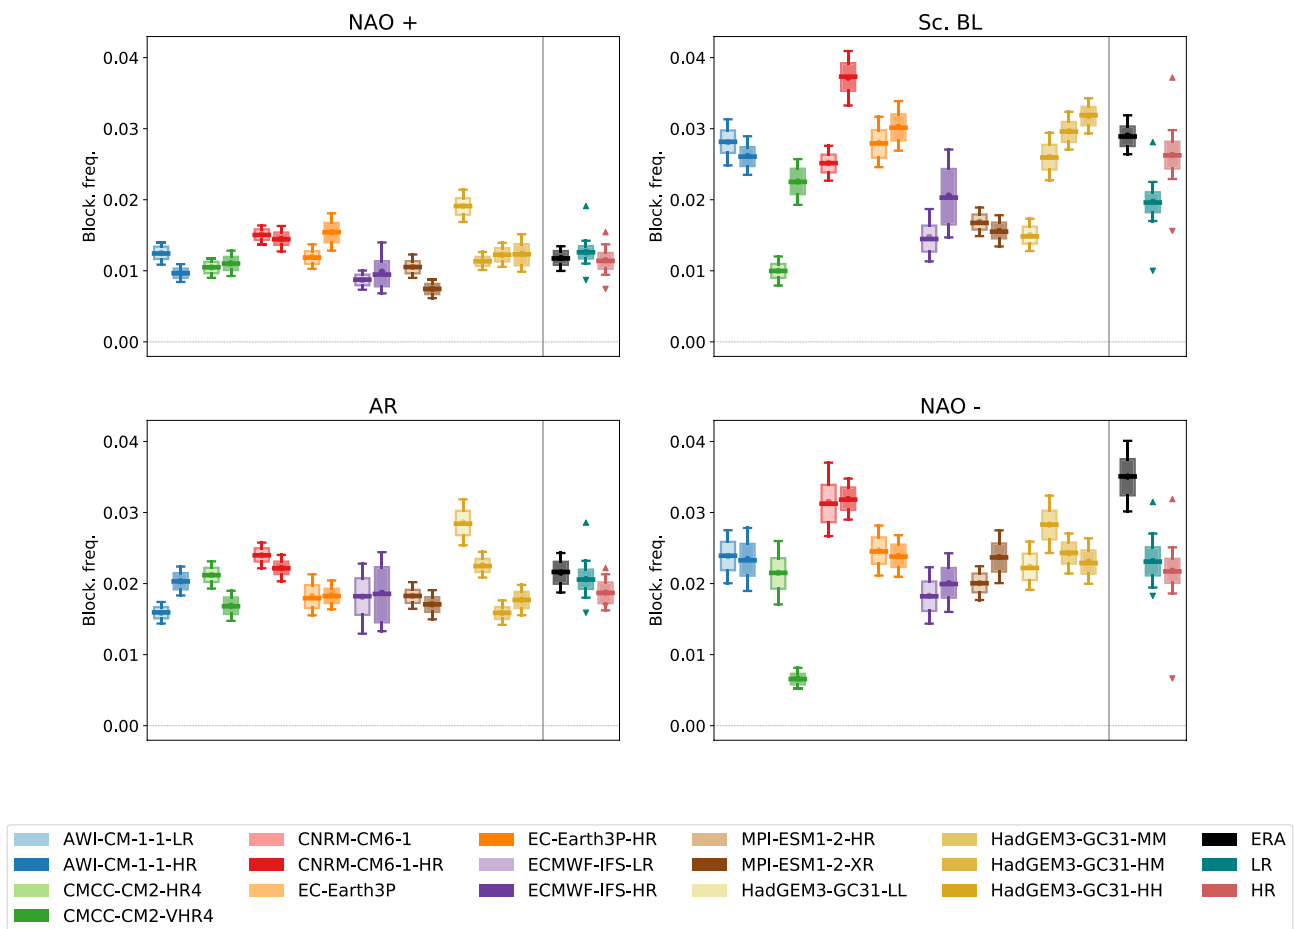 NAO +
Sc. BL
0.04
0.03
0.02
0.01
0.00
Block. freq.
0.04
0.03
0.02
0.01
0.00
Block. freq.
AR
NAO -
0.04
0.03
0.02
0.01
0.00
Block. freq.
0.04
0.03
0.02
0.01
0.00
Block. freq.
AWI-CM-1-1-LR
AWI-CM-1-1-HR
CMCC-CM2-HR4
CMCC-CM2-VHR4
CNRM-CM6-1
CNRM-CM6-1-HR
EC-Earth3P
EC-Earth3P-HR
ECMWF-IFS-LR
ECMWF-IFS-HR
MPI-ESM1-2-HR
MPI-ESM1-2-XR
HadGEM3-GC31-LL
HadGEM3-GC31-MM
HadGEM3-GC31-HM
HadGEM3-GC31-HH
ERA
LR
HR